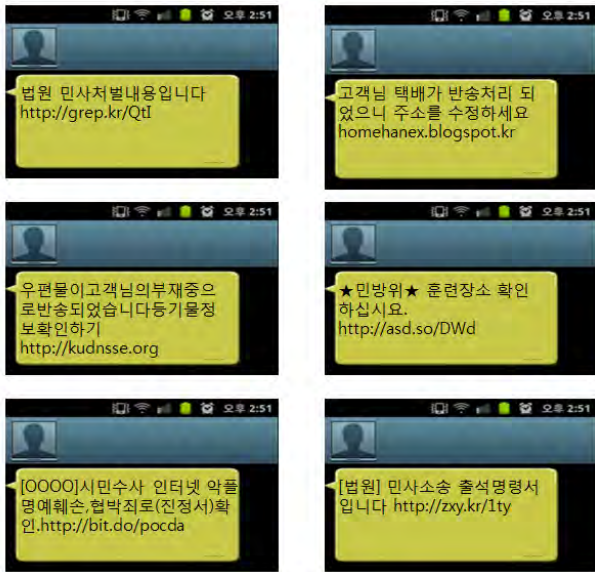 오후 2:51
법원 민사처벌내용입니다
http://grep.kr/QtI
오후 2:51
고객님 택배가 반송처리 되
었으니 주소를 수정하세요
homehanex.blogspot.kr
오후 2:51
우편물이고객님의부재중으
로반송되었습니다등기물정
보확인하기
http://kudnsse.org
오후 2:51
★민방위★ 훈련장소 확인
하십시요.
http://asd.so/DWd
오후 2:51
[OOOO]시민수사 인터넷 악플
명예훼손,협박죄로(진정서)확
인.http://bit.do/pocda
오후 2:51
[법원] 민사소송 출석명령서
입니다 http://zxy.kr/1ty